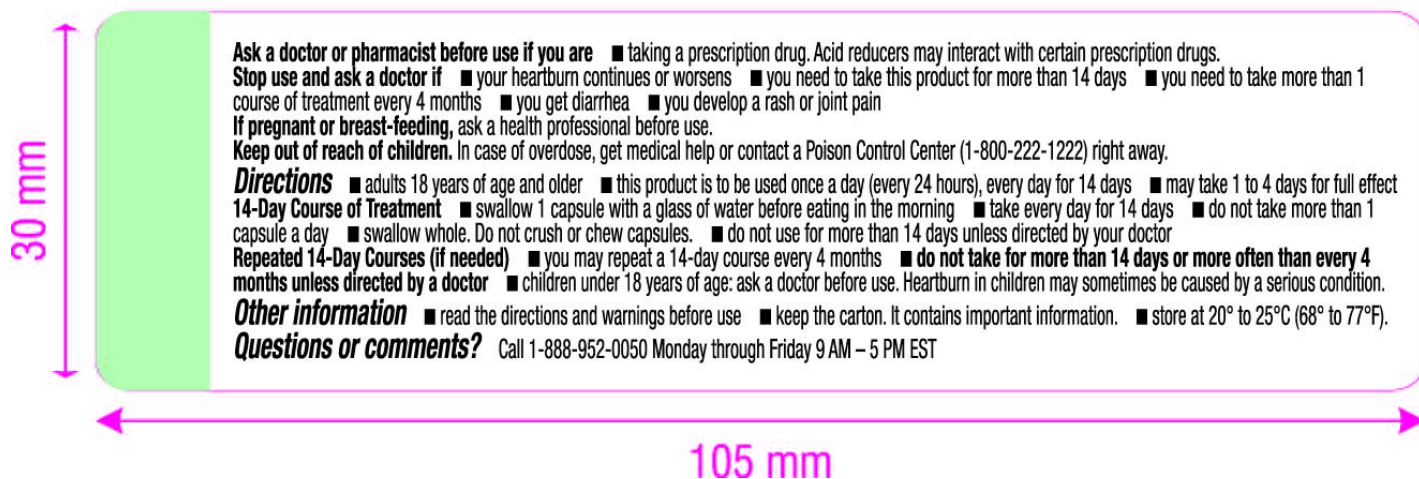 Ask a doctor or pharmacist before use if you are ■ taking a prescription drug. Acid reducers may interact with certain prescription drugs.
Stop use and ask a doctor if ■ your heartburn continues or worsens ■ you need to take this product for more than 14 days ■ you need to take more than 1
course of treatment every 4 months ■ you get diarrhea ■ you develop a rash or joint pain
If pregnant or breast-feeding, ask a health professional before use.
Keep out of reach of children. In case of overdose, get medical help or contact a Poison Control Center (1-800-222-1222) right away.
Directions ■ adults 18 years of age and older ■ this product is to be used once a day (every 24 hours), every day for 14 days ■ may take 1 to 4 days for full effect
14-Day Course of Treatment ■ swallow 1 capsule with a glass of water before eating in the morning ■ take every day for 14 days ■ do not take more than 1
capsule a day ■ swallow whole. Do not crush or chew capsules. ■ do not use for more than 14 days unless directed by your doctor
Repeated 14-Day Courses (if needed) ■ you may repeat a 14-day course every 4 months ■ do not take for more than 14 days or more often than every 4
months unless directed by a doctor ■ children under 18 years of age: ask a doctor before use. Heartburn in children may sometimes be caused by a serious condition.
Other information ■ read the directions and warnings before use ■ keep the carton. It contains important information. ■ store at 20° to 25°C (68° to 77°F).
Questions or comments? Call 1-888-952-0050 Monday through Friday 9 AM – 5 PM EST
30 mm
105 mm